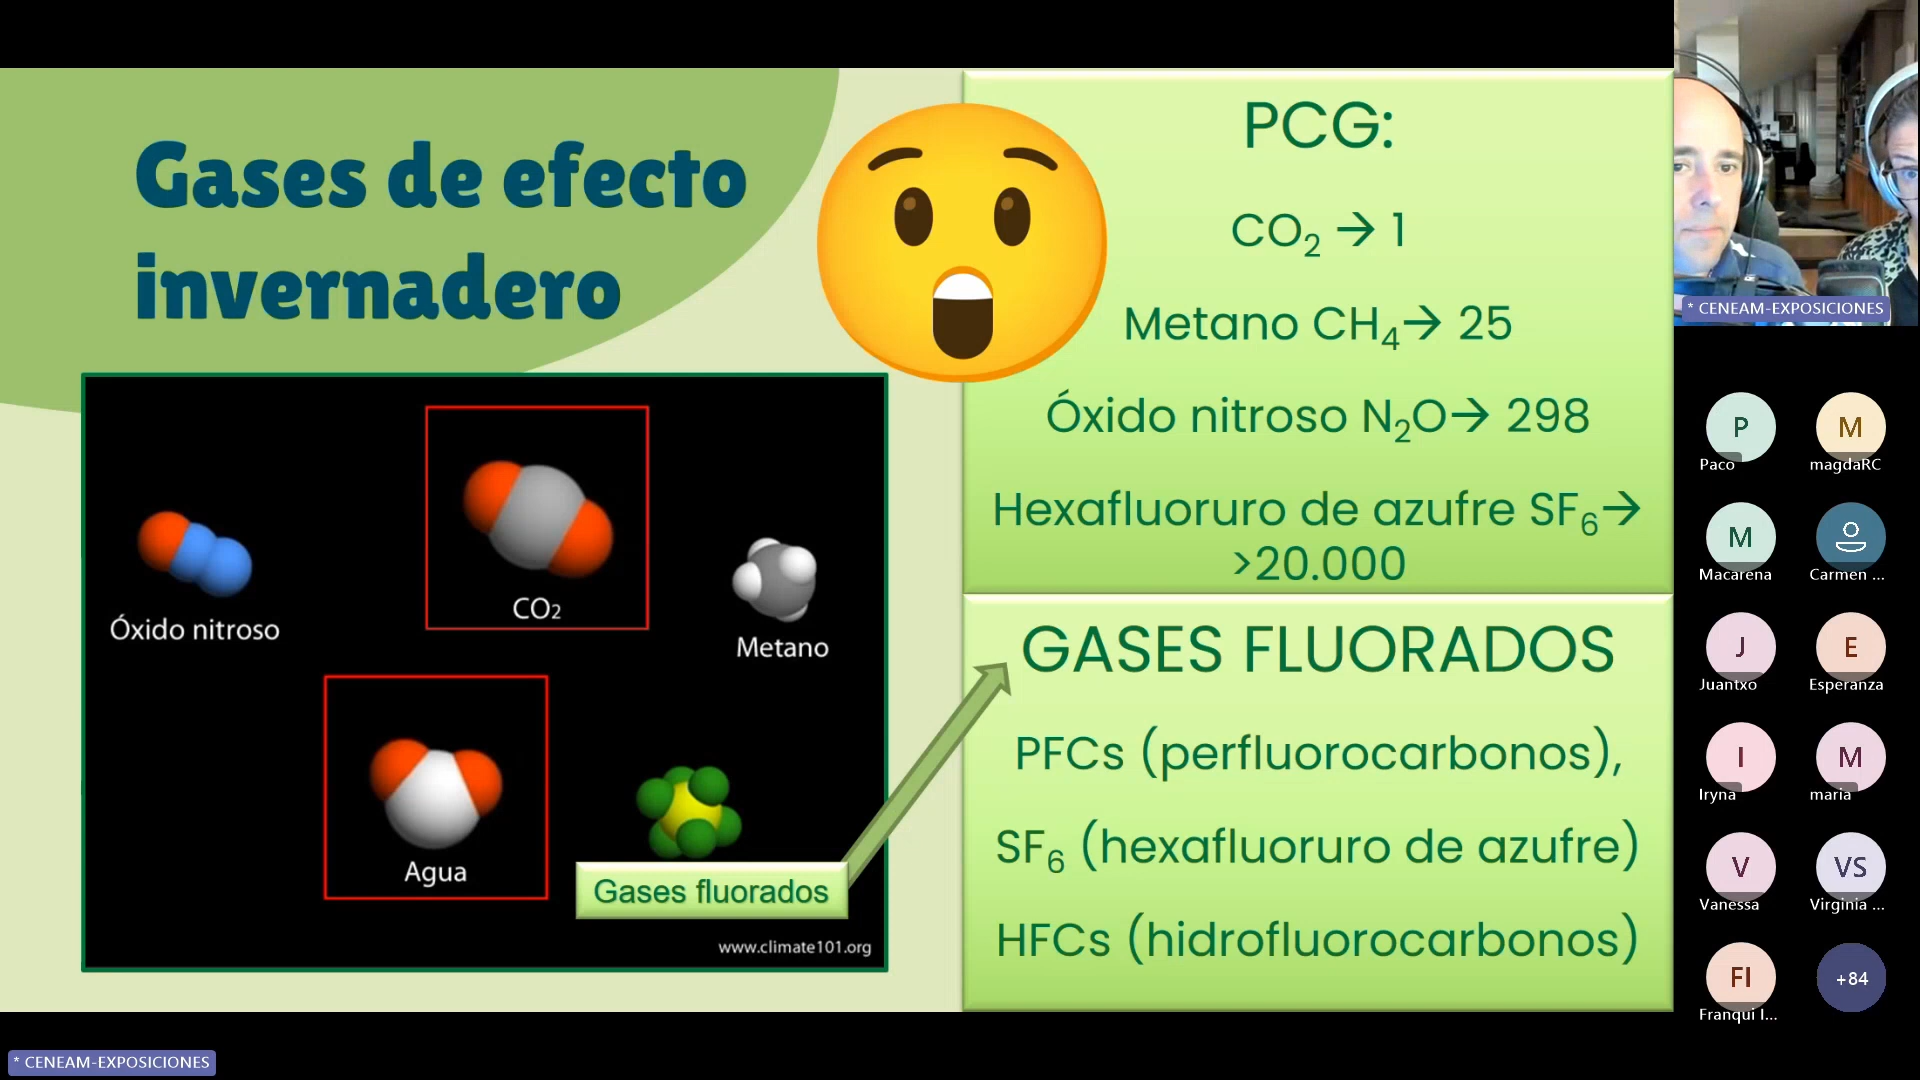 Gases de efecto
invernadero
PCG:
CO₂ → 1
Metano CH₄→ 25
Óxido nitroso N₂O→ 298
Hexafluoruro de azufre SF₆→
>20.000
Óxido nitroso
CO₂
Metano
Agua
Gases fluorados
www.climate101.org
GASES FLUORADOS
PFCs (perfluorocarbonos),
SF₆ (hexafluoruro de azufre)
HFCs (hidrofluorocarbonos)
* CENEAM-EXPOSICIONES
P
Paco
M
magdaRC
M
Macarena
Carmen ...
J
Juantxo
E
Esperanza
I
Iryna
M
maria
V
Vanessa
VS
Virginia ...
FI
Franqui I...
+84
* CENEAM-EXPOSICIONES